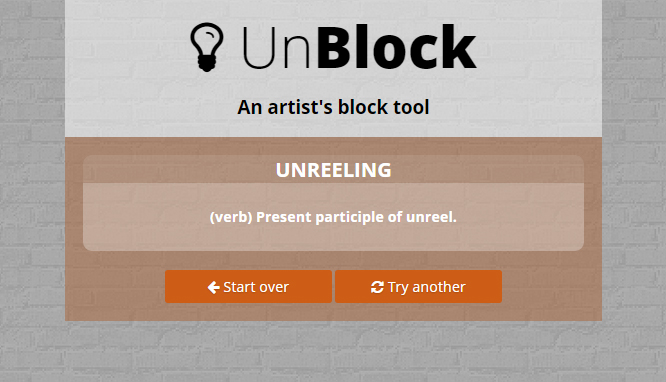 UnBlock
An artist's block tool
UNREELING
(verb) Present participle of unreel.
Start over
Try another